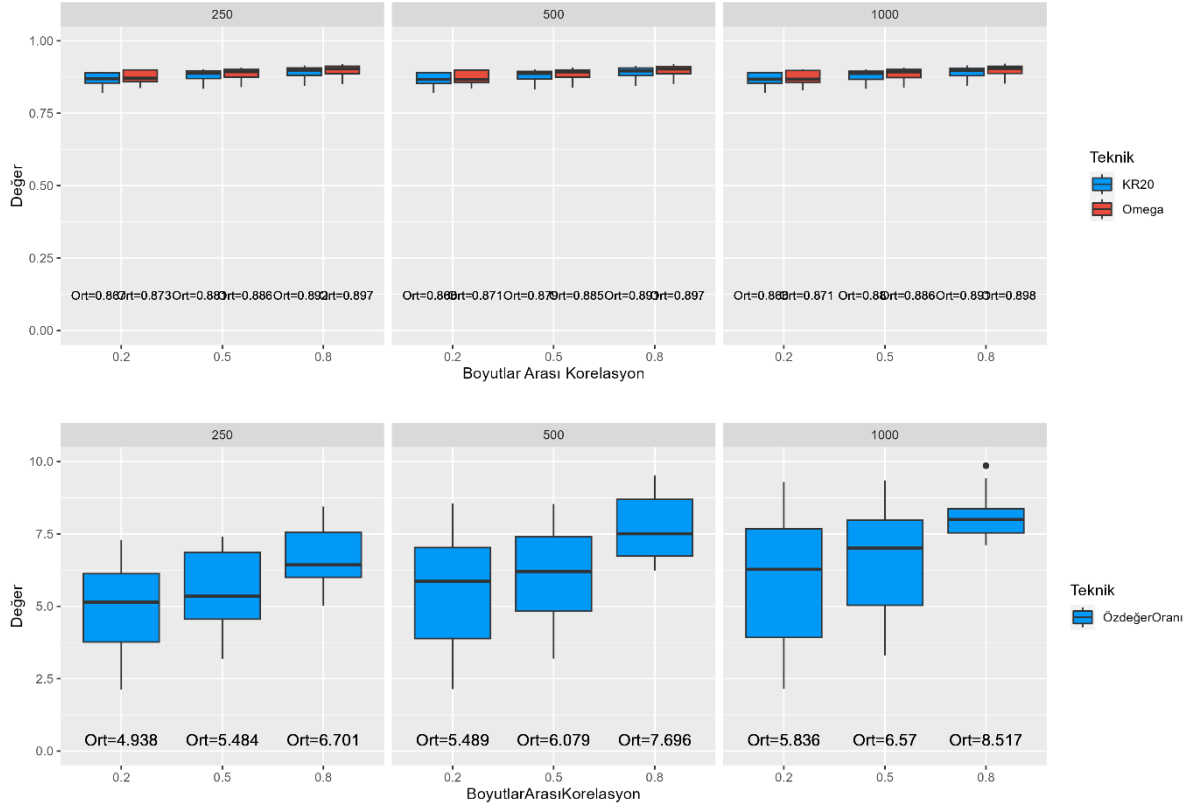 250 500 1000
1.00
0.75
0.50
0.25
0.00
Değer
Ort=0.873 Ort=0.886 Ort=0.897 Ort=0.871 Ort=0.885 Ort=0.897 Ort=0.871 Ort=0.886 Ort=0.898
0.2 0.5 0.8 0.2 0.5 0.8 0.2 0.5 0.8
Boyutlar Arası Korelasyon
Teknik
KR20
Omega
250 500 1000
10.0
7.5
5.0
2.5
0.0
Değer
Ort=4.938 Ort=5.484 Ort=6.701 Ort=5.489 Ort=6.079 Ort=7.696 Ort=5.836 Ort=6.57 Ort=8.517
0.2 0.5 0.8 0.2 0.5 0.8 0.2 0.5 0.8
BoyutlarArasıKorelasyon
Teknik
ÖzdeğerOranı